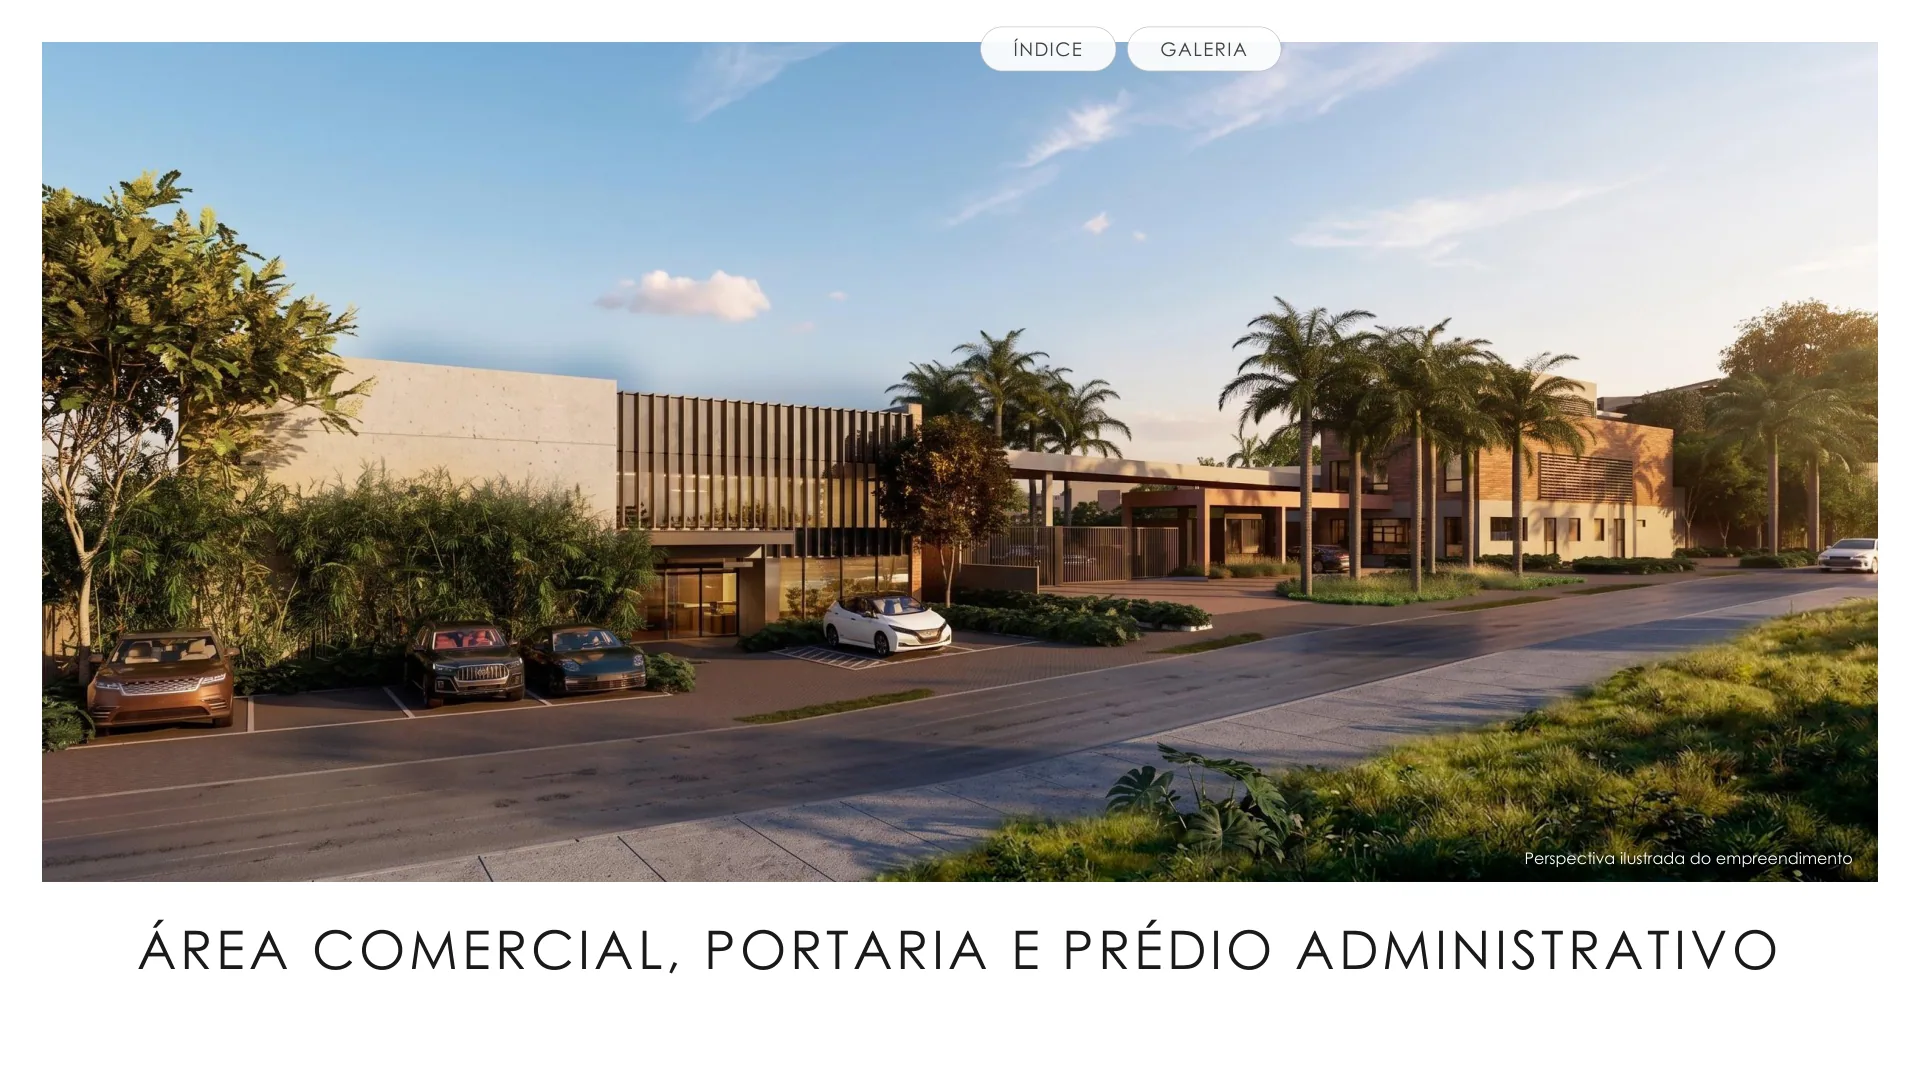 ÍNDICE GALERIA
Perspectiva ilustrada do empreendimento
ÁREA COMERCIAL, PORTARIA E PRÉDIO ADMINISTRATIVO